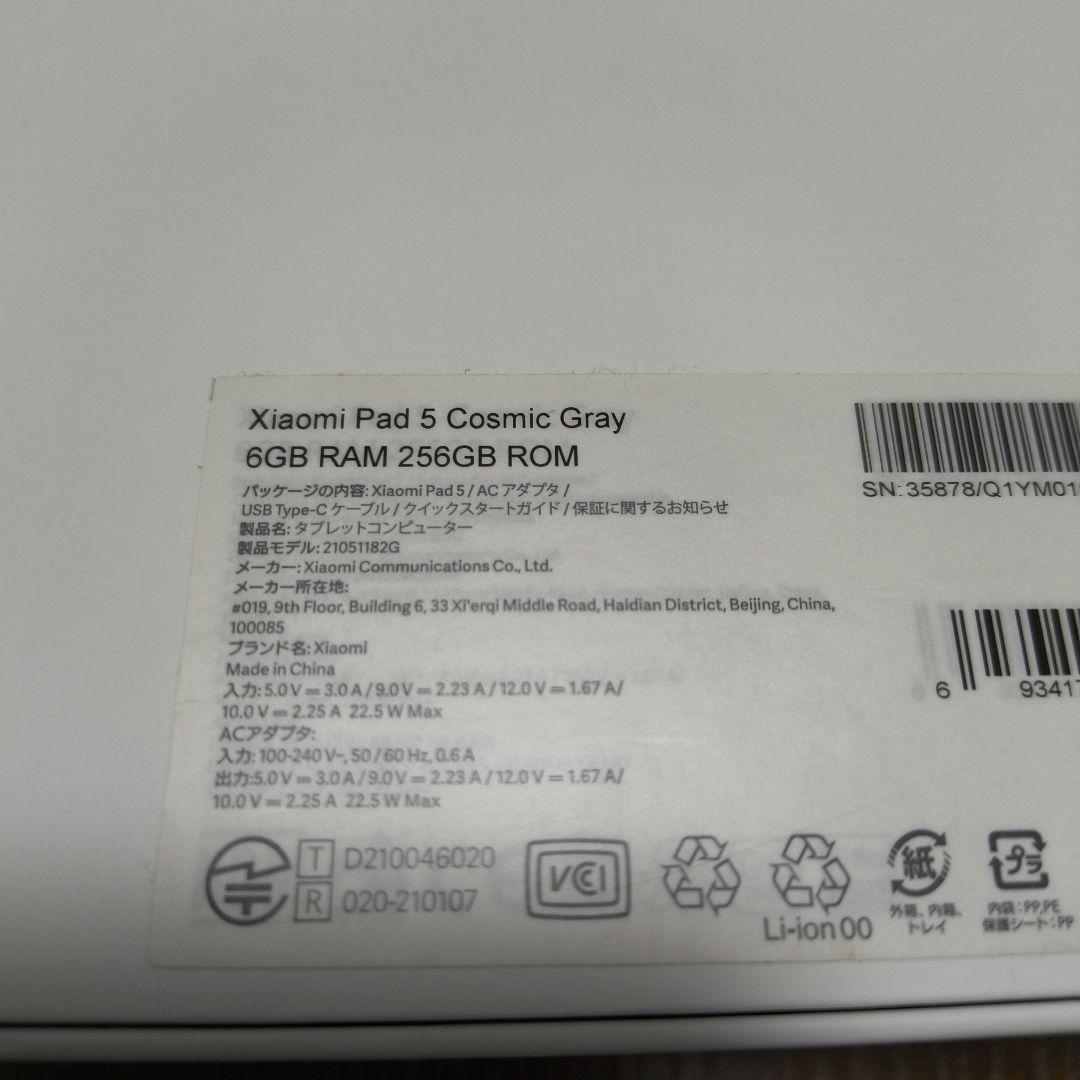 Xiaomi Pad 5 Cosmic Gray
6GB RAM 256GB ROM
パッケージの内容: Xiaomi Pad 5 / AC アダプタ /
USB Type-C ケーブル / クイックスタートガイド / 保証に関するお知らせ
製品名: タブレットコンピューター
製品モデル: 21051182G
メーカー: Xiaomi Communications Co., Ltd.
メーカー所在地:
#019, 9th Floor, Building 6, 33 Xi'erqi Middle Road, Haidian District, Beijing, China,
100085
ブランド名: Xiaomi
Made in China
入力: 5.0 V ⎓ 3.0 A / 9.0 V ⎓ 2.23 A / 12.0 V ⎓ 1.67 A/
10.0 V ⎓ 2.25 A 22.5 W Max
ACアダプタ:
入力: 100-240 V~, 50 / 60 Hz, 0.6 A
出力:5.0 V ⎓ 3.0 A / 9.0 V ⎓ 2.23 A / 12.0 V ⎓ 1.67 A/
10.0 V ⎓ 2.25 A 22.5 W Max
T D210046020
R 020-210107
VCCI
Li-ion 00
紙
外箱、内箱、
トレイ
プラ
内袋: PP,PE
保護シート: PP
SN: 35878/Q1YM01
6 93417